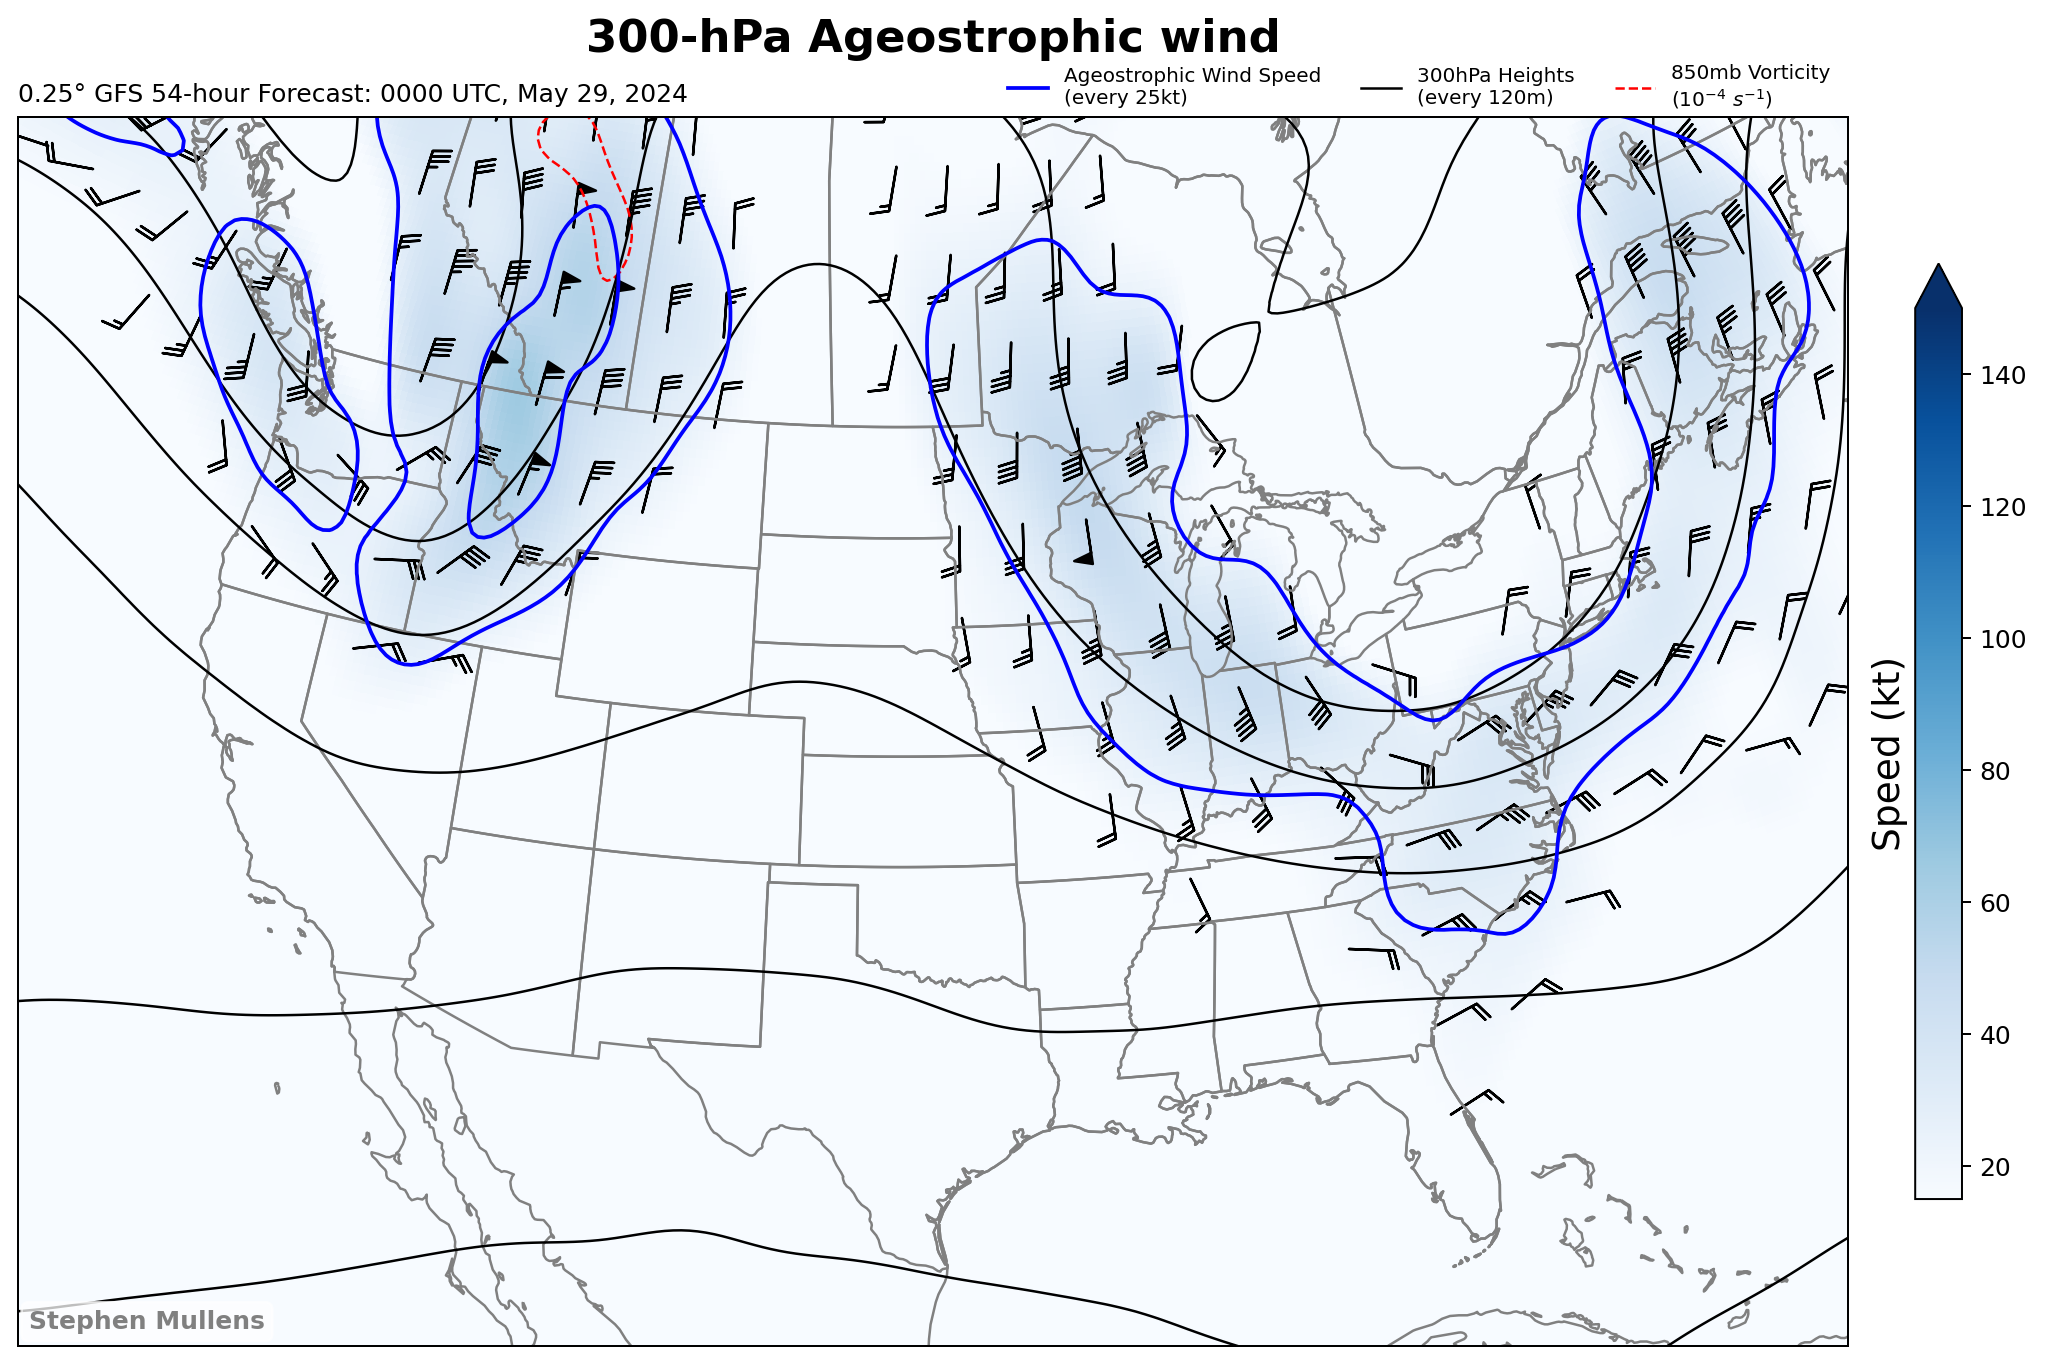 300-hPa Ageostrophic wind
0.25° GFS 54-hour Forecast: 0000 UTC, May 29, 2024
Ageostrophic Wind Speed
(every 25kt)
300hPa Heights
(every 120m)
850mb Vorticity
(10⁻⁴ s⁻¹)
140
120
100
80
60
40
20
Speed (kt)
Stephen Mullens